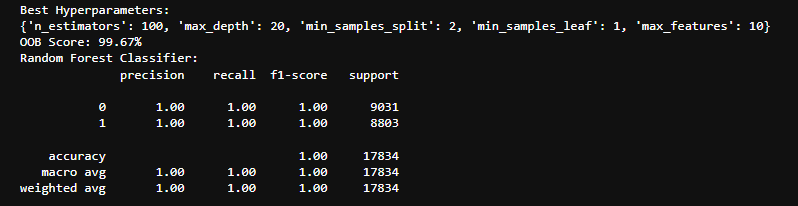 Best Hyperparameters:
{'n_estimators': 100, 'max_depth': 20, 'min_samples_split': 2, 'min_samples_leaf': 1, 'max_features': 10}
OOB Score: 99.67%
Random Forest Classifier:
              precision    recall  f1-score   support

           0       1.00      1.00      1.00      9031
           1       1.00      1.00      1.00      8803

    accuracy                           1.00     17834
   macro avg       1.00      1.00      1.00     17834
weighted avg       1.00      1.00      1.00     17834